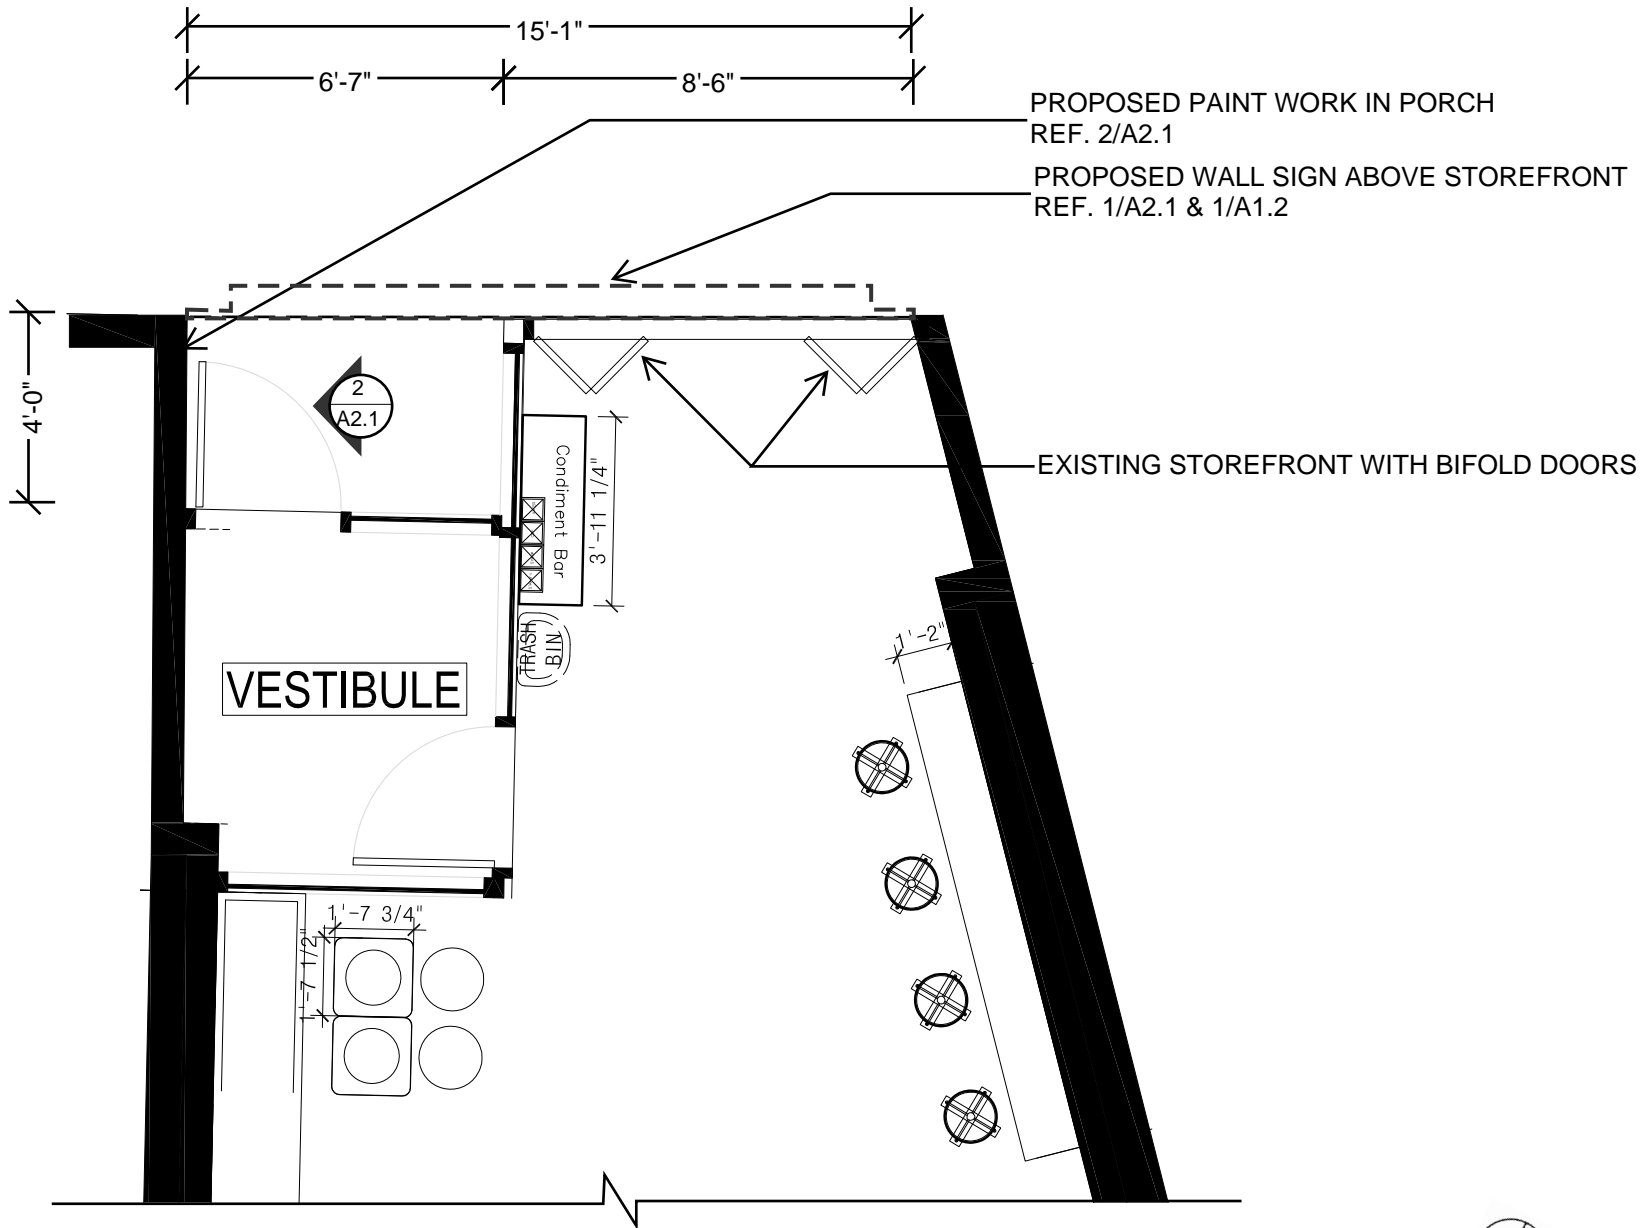 15'-1"
6'-7"
8'-6"
PROPOSED PAINT WORK IN PORCH
REF. 2/A2.1
PROPOSED WALL SIGN ABOVE STOREFRONT
REF. 1/A2.1 & 1/A1.2
4'-0"
2
A2.1
Condiment Bar
3'-11 1/4"
EXISTING STOREFRONT WITH BIFOLD DOORS
TRASH
BIN
1'-2"
VESTIBULE
1'-7 3/4"
1'-7 1/2"